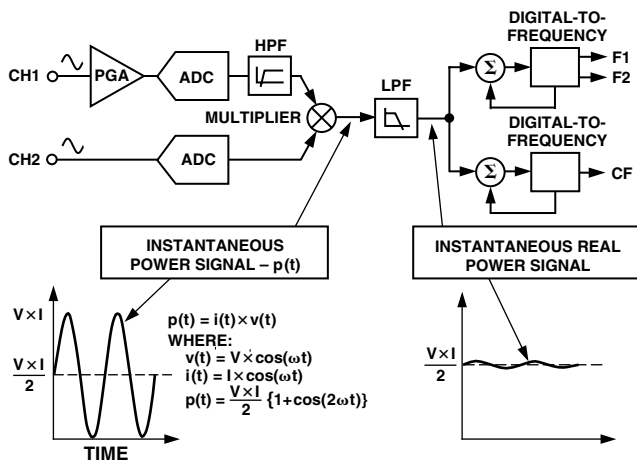 DIGITAL-TO-
FREQUENCY
F1
F2
HPF
CH1
PGA
ADC
Σ
LPF
MULTIPLIER
DIGITAL-TO-
FREQUENCY
CH2
ADC
Σ
CF
INSTANTANEOUS
POWER SIGNAL – p(t)
INSTANTANEOUS REAL
POWER SIGNAL
V × I
V × I
2
TIME
p(t) = i(t) × v(t)
WHERE:
v(t) = V × cos(ωt)
i(t) = I × cos(ωt)
p(t) = V × I
2
{1+cos(2ωt)}
V × I
2